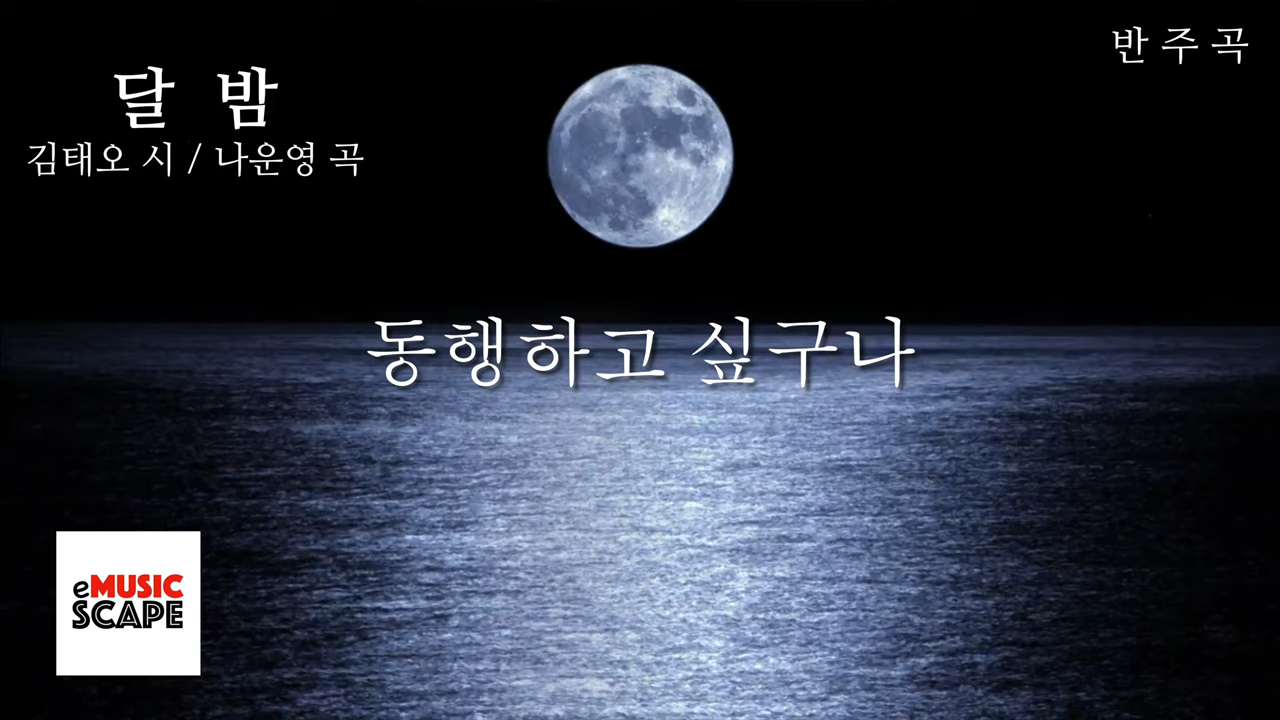 반 주 곡
달 밤
김태오 시 / 나운영 곡
동행하고 싶구나
eMUSIC
SCAPE